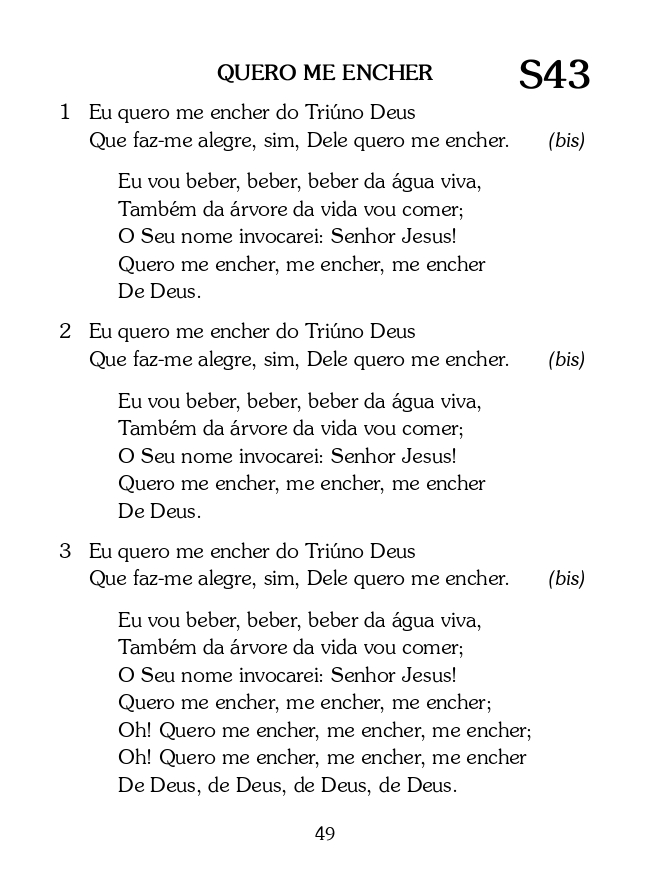 QUERO ME ENCHER S43
1 Eu quero me encher do Triúno Deus
Que faz-me alegre, sim, Dele quero me encher. (bis)
Eu vou beber, beber, beber da água viva,
Também da árvore da vida vou comer;
O Seu nome invocarei: Senhor Jesus!
Quero me encher, me encher, me encher
De Deus.
2 Eu quero me encher do Triúno Deus
Que faz-me alegre, sim, Dele quero me encher. (bis)
Eu vou beber, beber, beber da água viva,
Também da árvore da vida vou comer;
O Seu nome invocarei: Senhor Jesus!
Quero me encher, me encher, me encher
De Deus.
3 Eu quero me encher do Triúno Deus
Que faz-me alegre, sim, Dele quero me encher. (bis)
Eu vou beber, beber, beber da água viva,
Também da árvore da vida vou comer;
O Seu nome invocarei: Senhor Jesus!
Quero me encher, me encher, me encher;
Oh! Quero me encher, me encher, me encher;
Oh! Quero me encher, me encher, me encher
De Deus, de Deus, de Deus, de Deus.
49